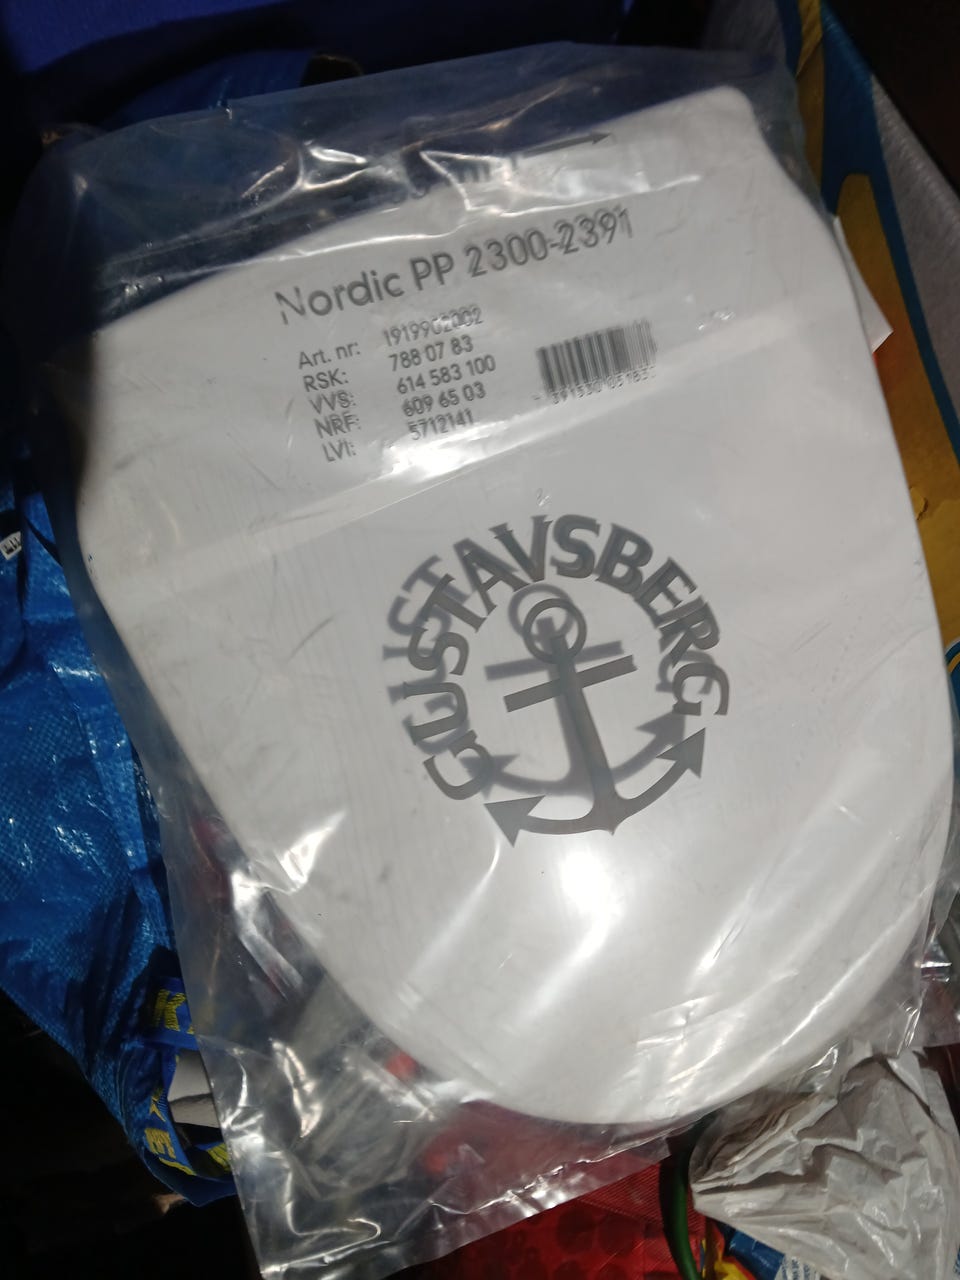 Nordic PP 2300-2391
Art. nr: 1919902002
RSK: 788 07 83
VVS: 614 583 100
NRF: 609 65 03
LVI: 5712141
GUSTAVSBERG